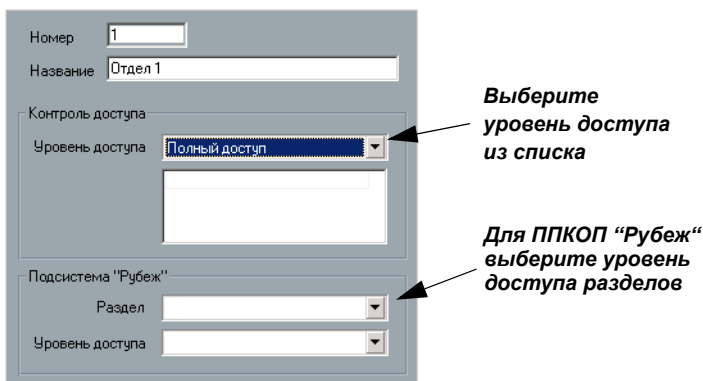 Номер 1
Название Отдел 1
Контроль доступа
Уровень доступа Полный доступ
Выберите
уровень доступа
из списка
Подсистема "Рубеж"
Раздел
Уровень доступа
Для ППКОП “Рубеж“
выберите уровень
доступа разделов